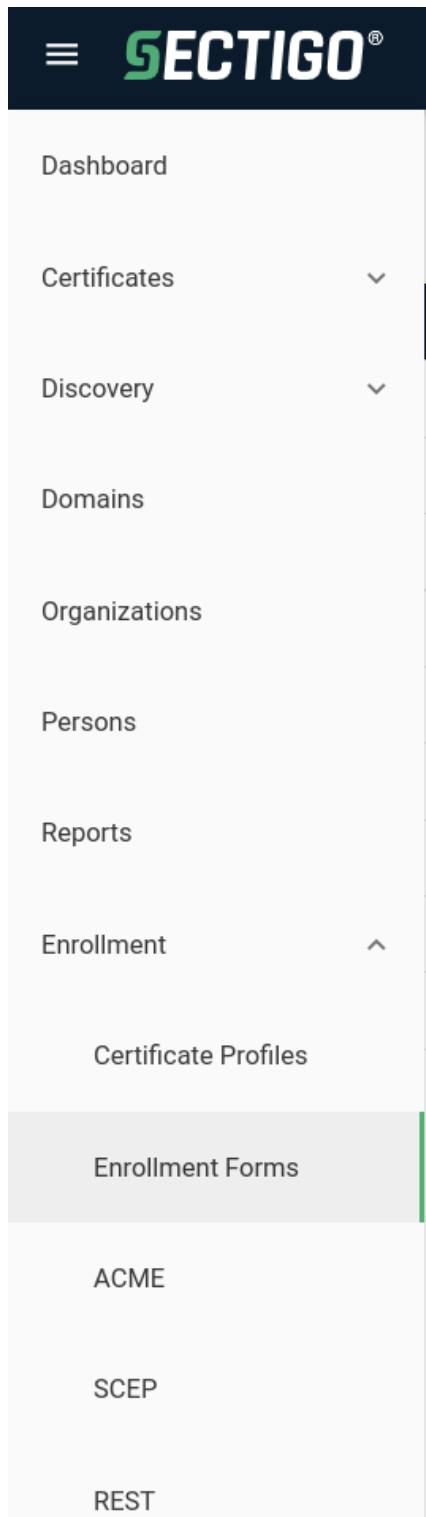 SECTIGO®
Dashboard
Certificates
Discovery
Domains
Organizations
Persons
Reports
Enrollment
Certificate Profiles
Enrollment Forms
ACME
SCEP
REST